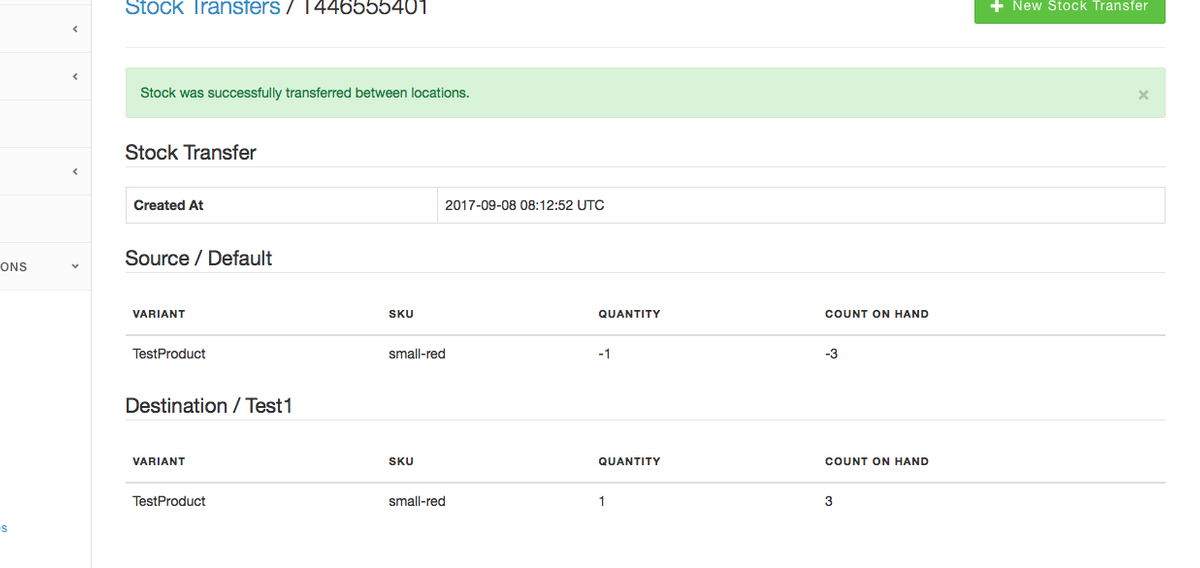 Stock Transfers / T446555401
New Stock Transfer
Stock was successfully transferred between locations.
×
Stock Transfer
Created At 2017-09-08 08:12:52 UTC
Source / Default
ONS
VARIANT SKU QUANTITY COUNT ON HAND
TestProduct small-red -1 -3
Destination / Test1
VARIANT SKU QUANTITY COUNT ON HAND
TestProduct small-red 1 3
s